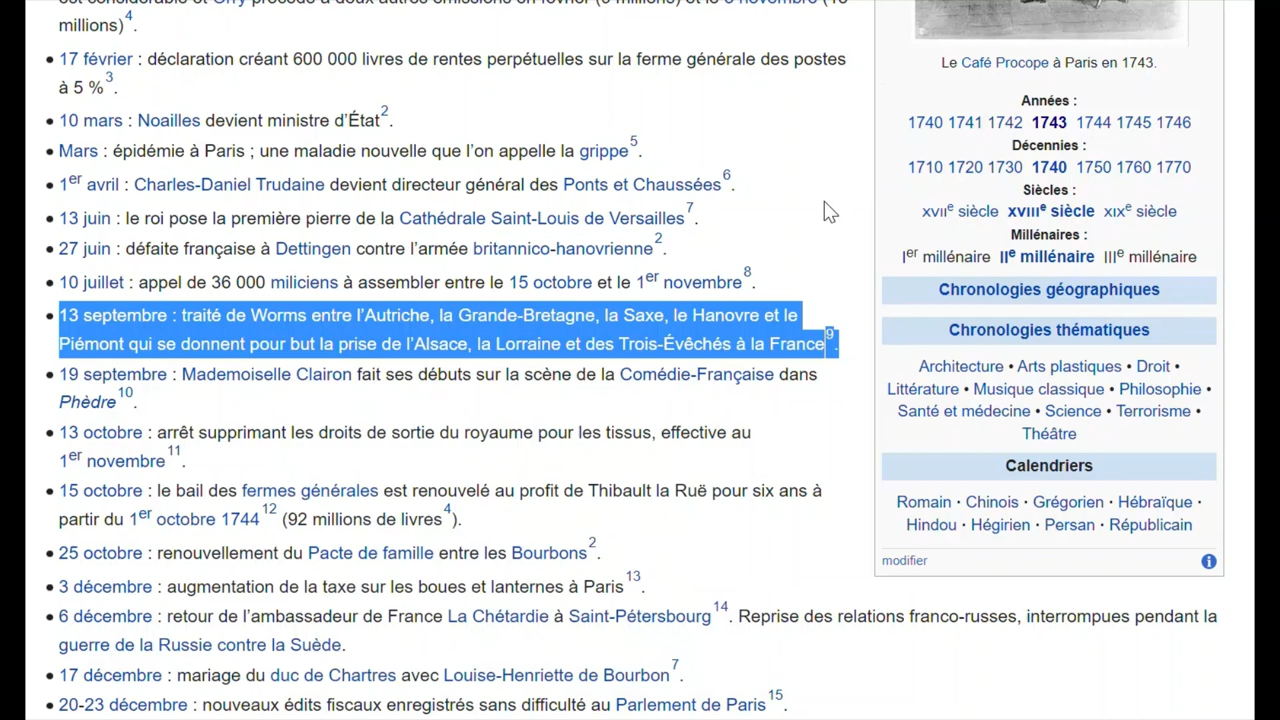 millions)4.
• 17 février : déclaration créant 600 000 livres de rentes perpétuelles sur la ferme générale des postes
à 5 %3.
• 10 mars : Noailles devient ministre d’État2.
• Mars : épidémie à Paris ; une maladie nouvelle que l’on appelle la grippe5.
• 1er avril : Charles-Daniel Trudaine devient directeur général des Ponts et Chaussées6.
• 13 juin : le roi pose la première pierre de la Cathédrale Saint-Louis de Versailles7.
• 27 juin : défaite française à Dettingen contre l’armée britannico-hanovrienne2.
• 10 juillet : appel de 36 000 miliciens à assembler entre le 15 octobre et le 1er novembre8.
• 13 septembre : traité de Worms entre l’Autriche, la Grande-Bretagne, la Saxe, le Hanovre et le
Piémont qui se donnent pour but la prise de l’Alsace, la Lorraine et des Trois-Évêchés à la France9.
• 19 septembre : Mademoiselle Clairon fait ses débuts sur la scène de la Comédie-Française dans
Phèdre10.
• 13 octobre : arrêt supprimant les droits de sortie du royaume pour les tissus, effective au
1er novembre11.
• 15 octobre : le bail des fermes générales est renouvelé au profit de Thibault la Ruë pour six ans à
partir du 1er octobre 174412 (92 millions de livres4).
• 25 octobre : renouvellement du Pacte de famille entre les Bourbons2.
• 3 décembre : augmentation de la taxe sur les boues et lanternes à Paris13.
• 6 décembre : retour de l’ambassadeur de France La Chétardie à Saint-Pétersbourg14. Reprise des relations franco-russes, interrompues pendant la
guerre de la Russie contre la Suède.
• 17 décembre : mariage du duc de Chartres avec Louise-Henriette de Bourbon7.
• 20-23 décembre : nouveaux édits fiscaux enregistrés sans difficulté au Parlement de Paris15.
Le Café Procope à Paris en 1743.
Années :
1740 1741 1742 1743 1744 1745 1746
Décennies :
1710 1720 1730 1740 1750 1760 1770
Siècles :
XVIIe siècle XVIIIe siècle XIXe siècle
Millénaires :
Ier millénaire IIe millénaire IIIe millénaire
Chronologies géographiques
Chronologies thématiques
Architecture • Arts plastiques • Droit •
Littérature • Musique classique • Philosophie •
Santé et médecine • Science • Terrorisme •
Théâtre
Calendriers
Romain · Chinois · Grégorien · Hébraïque ·
Hindou · Hégirien · Persan · Républicain
modifier